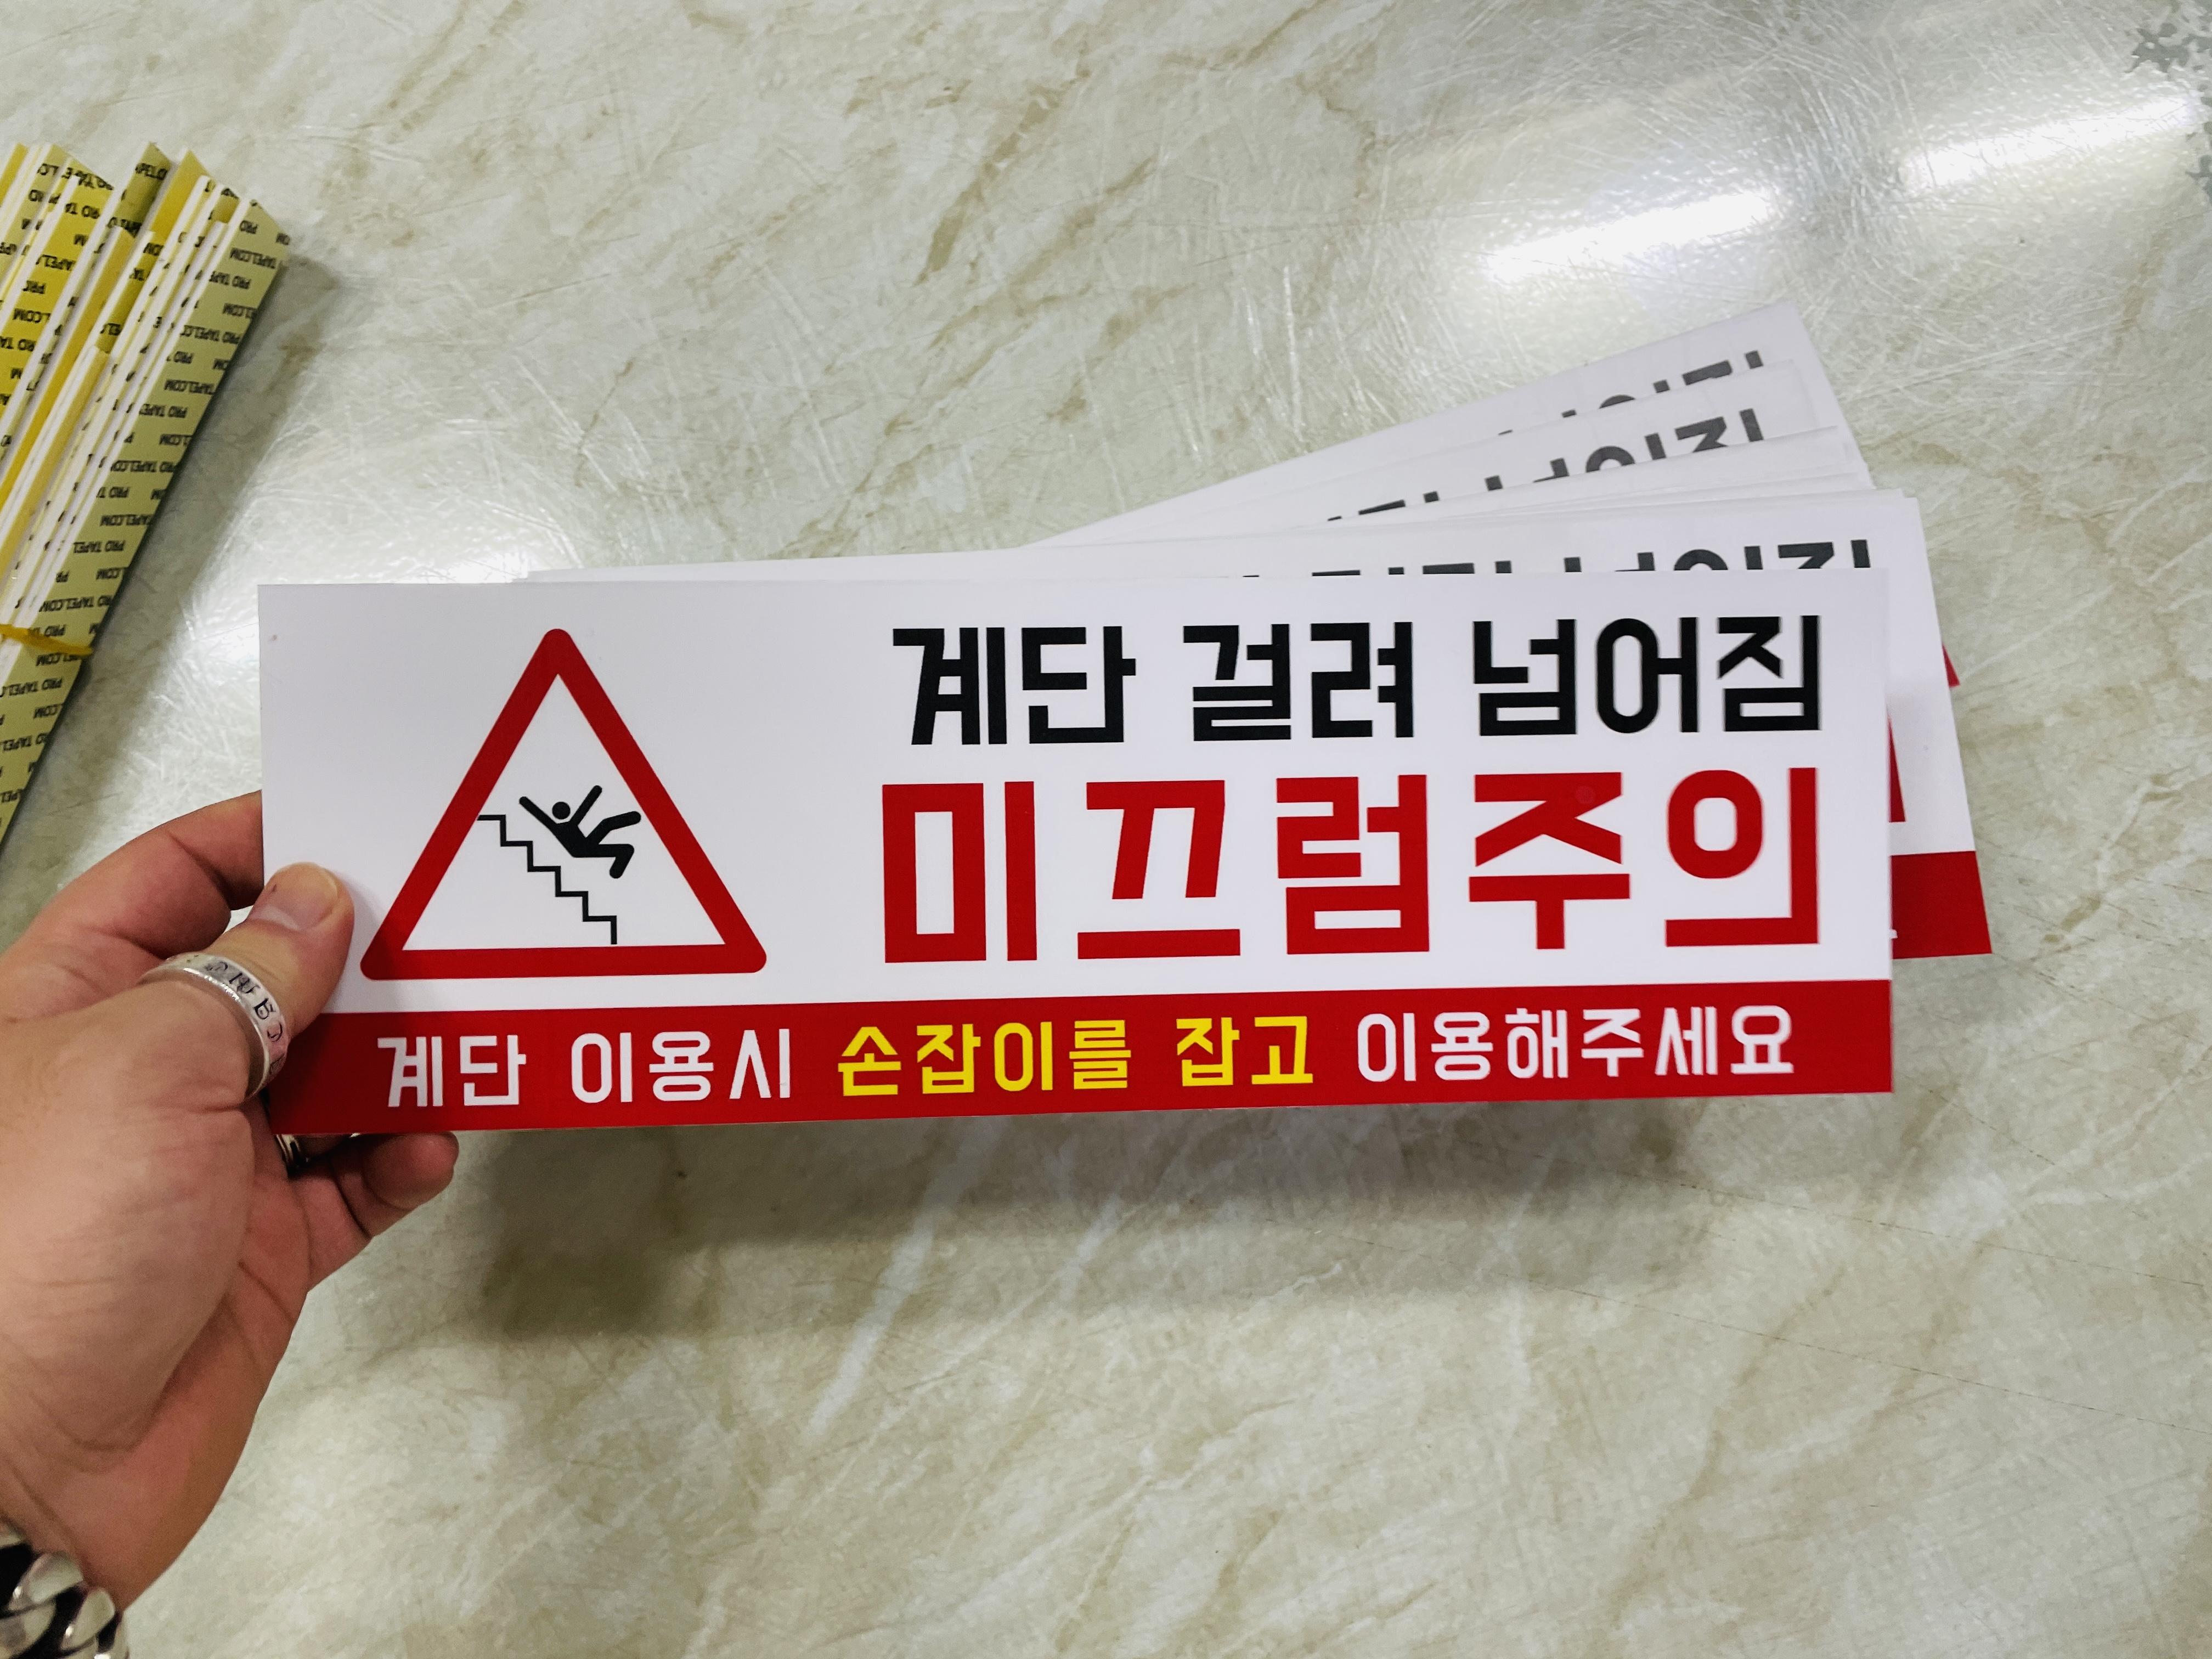 계단 걸려 넘어짐
미끄럼주의
계단 이용시 손잡이를 잡고 이용해주세요